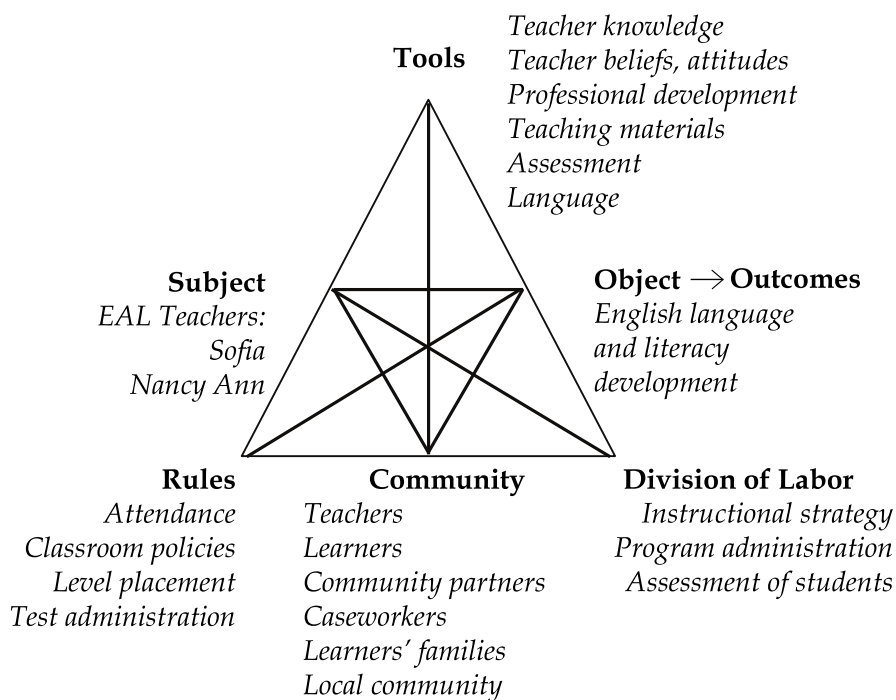 Tools
Teacher knowledge
Teacher beliefs, attitudes
Professional development
Teaching materials
Assessment
Language
Subject
EAL Teachers:
Sofia
Nancy Ann
Object → Outcomes
English language
and literacy
development
Rules
Attendance
Classroom policies
Level placement
Test administration
Community
Teachers
Learners
Community partners
Caseworkers
Learners’ families
Local community
Division of Labor
Instructional strategy
Program administration
Assessment of students